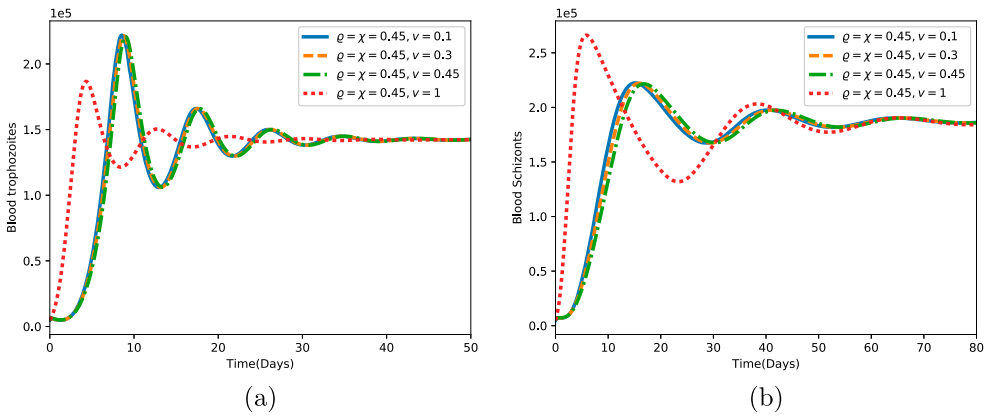 1e5
Blood trophozoites
2.0
1.5
1.0
0.5
0.0
ϱ = χ = 0.45, v = 0.1
ϱ = χ = 0.45, v = 0.3
ϱ = χ = 0.45, v = 0.45
ϱ = χ = 0.45, v = 1
0 10 20 30 40 50
Time(Days)
(a)
1e5
Blood Schizonts
2.5
2.0
1.5
1.0
0.5
0.0
ϱ = χ = 0.45, v = 0.1
ϱ = χ = 0.45, v = 0.3
ϱ = χ = 0.45, v = 0.45
ϱ = χ = 0.45, v = 1
0 10 20 30 40 50 60 70 80
Time(Days)
(b)